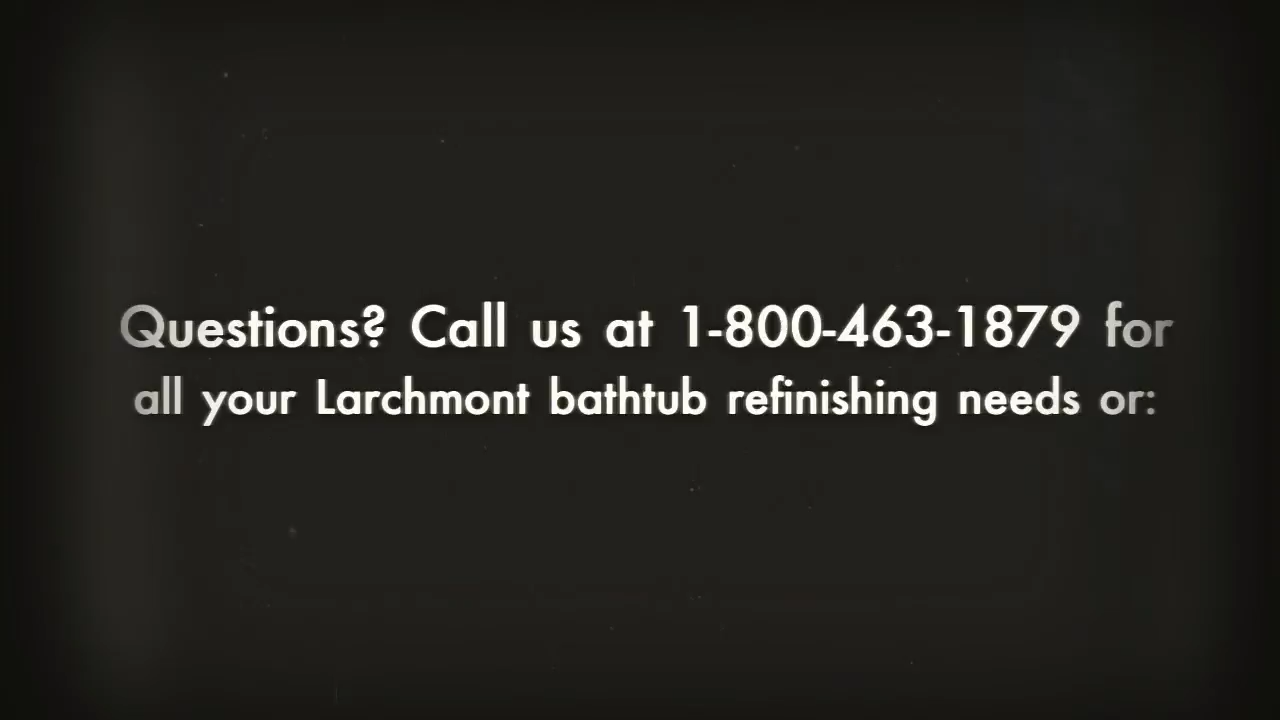 Questions? Call us at 1-800-463-1879 for
all your Larchmont bathtub refinishing needs or: